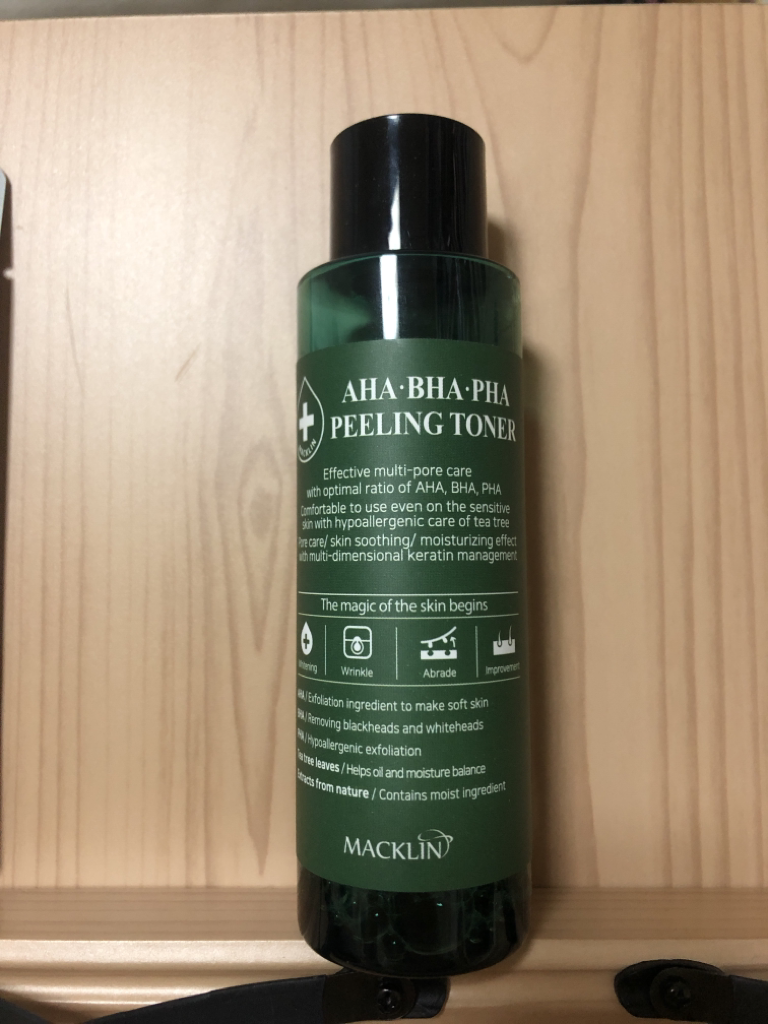 AHA·BHA·PHA
PEELING TONER
MACKLIN
Effective multi-pore care
with optimal ratio of AHA, BHA, PHA
Comfortable to use even on the sensitive
skin with hypoallergenic care of tea tree
Pore care/ skin soothing/ moisturizing effect
with multi-dimensional keratin management
The magic of the skin begins
Whitening
Wrinkle
Abrade
Improvement
AHA / Exfoliation ingredient to make soft skin
BHA / Removing blackheads and whiteheads
PHA / Hypoallergenic exfoliation
Tea tree leaves / Helps oil and moisture balance
Extracts from nature / Contains moist ingredient
MACKLIN